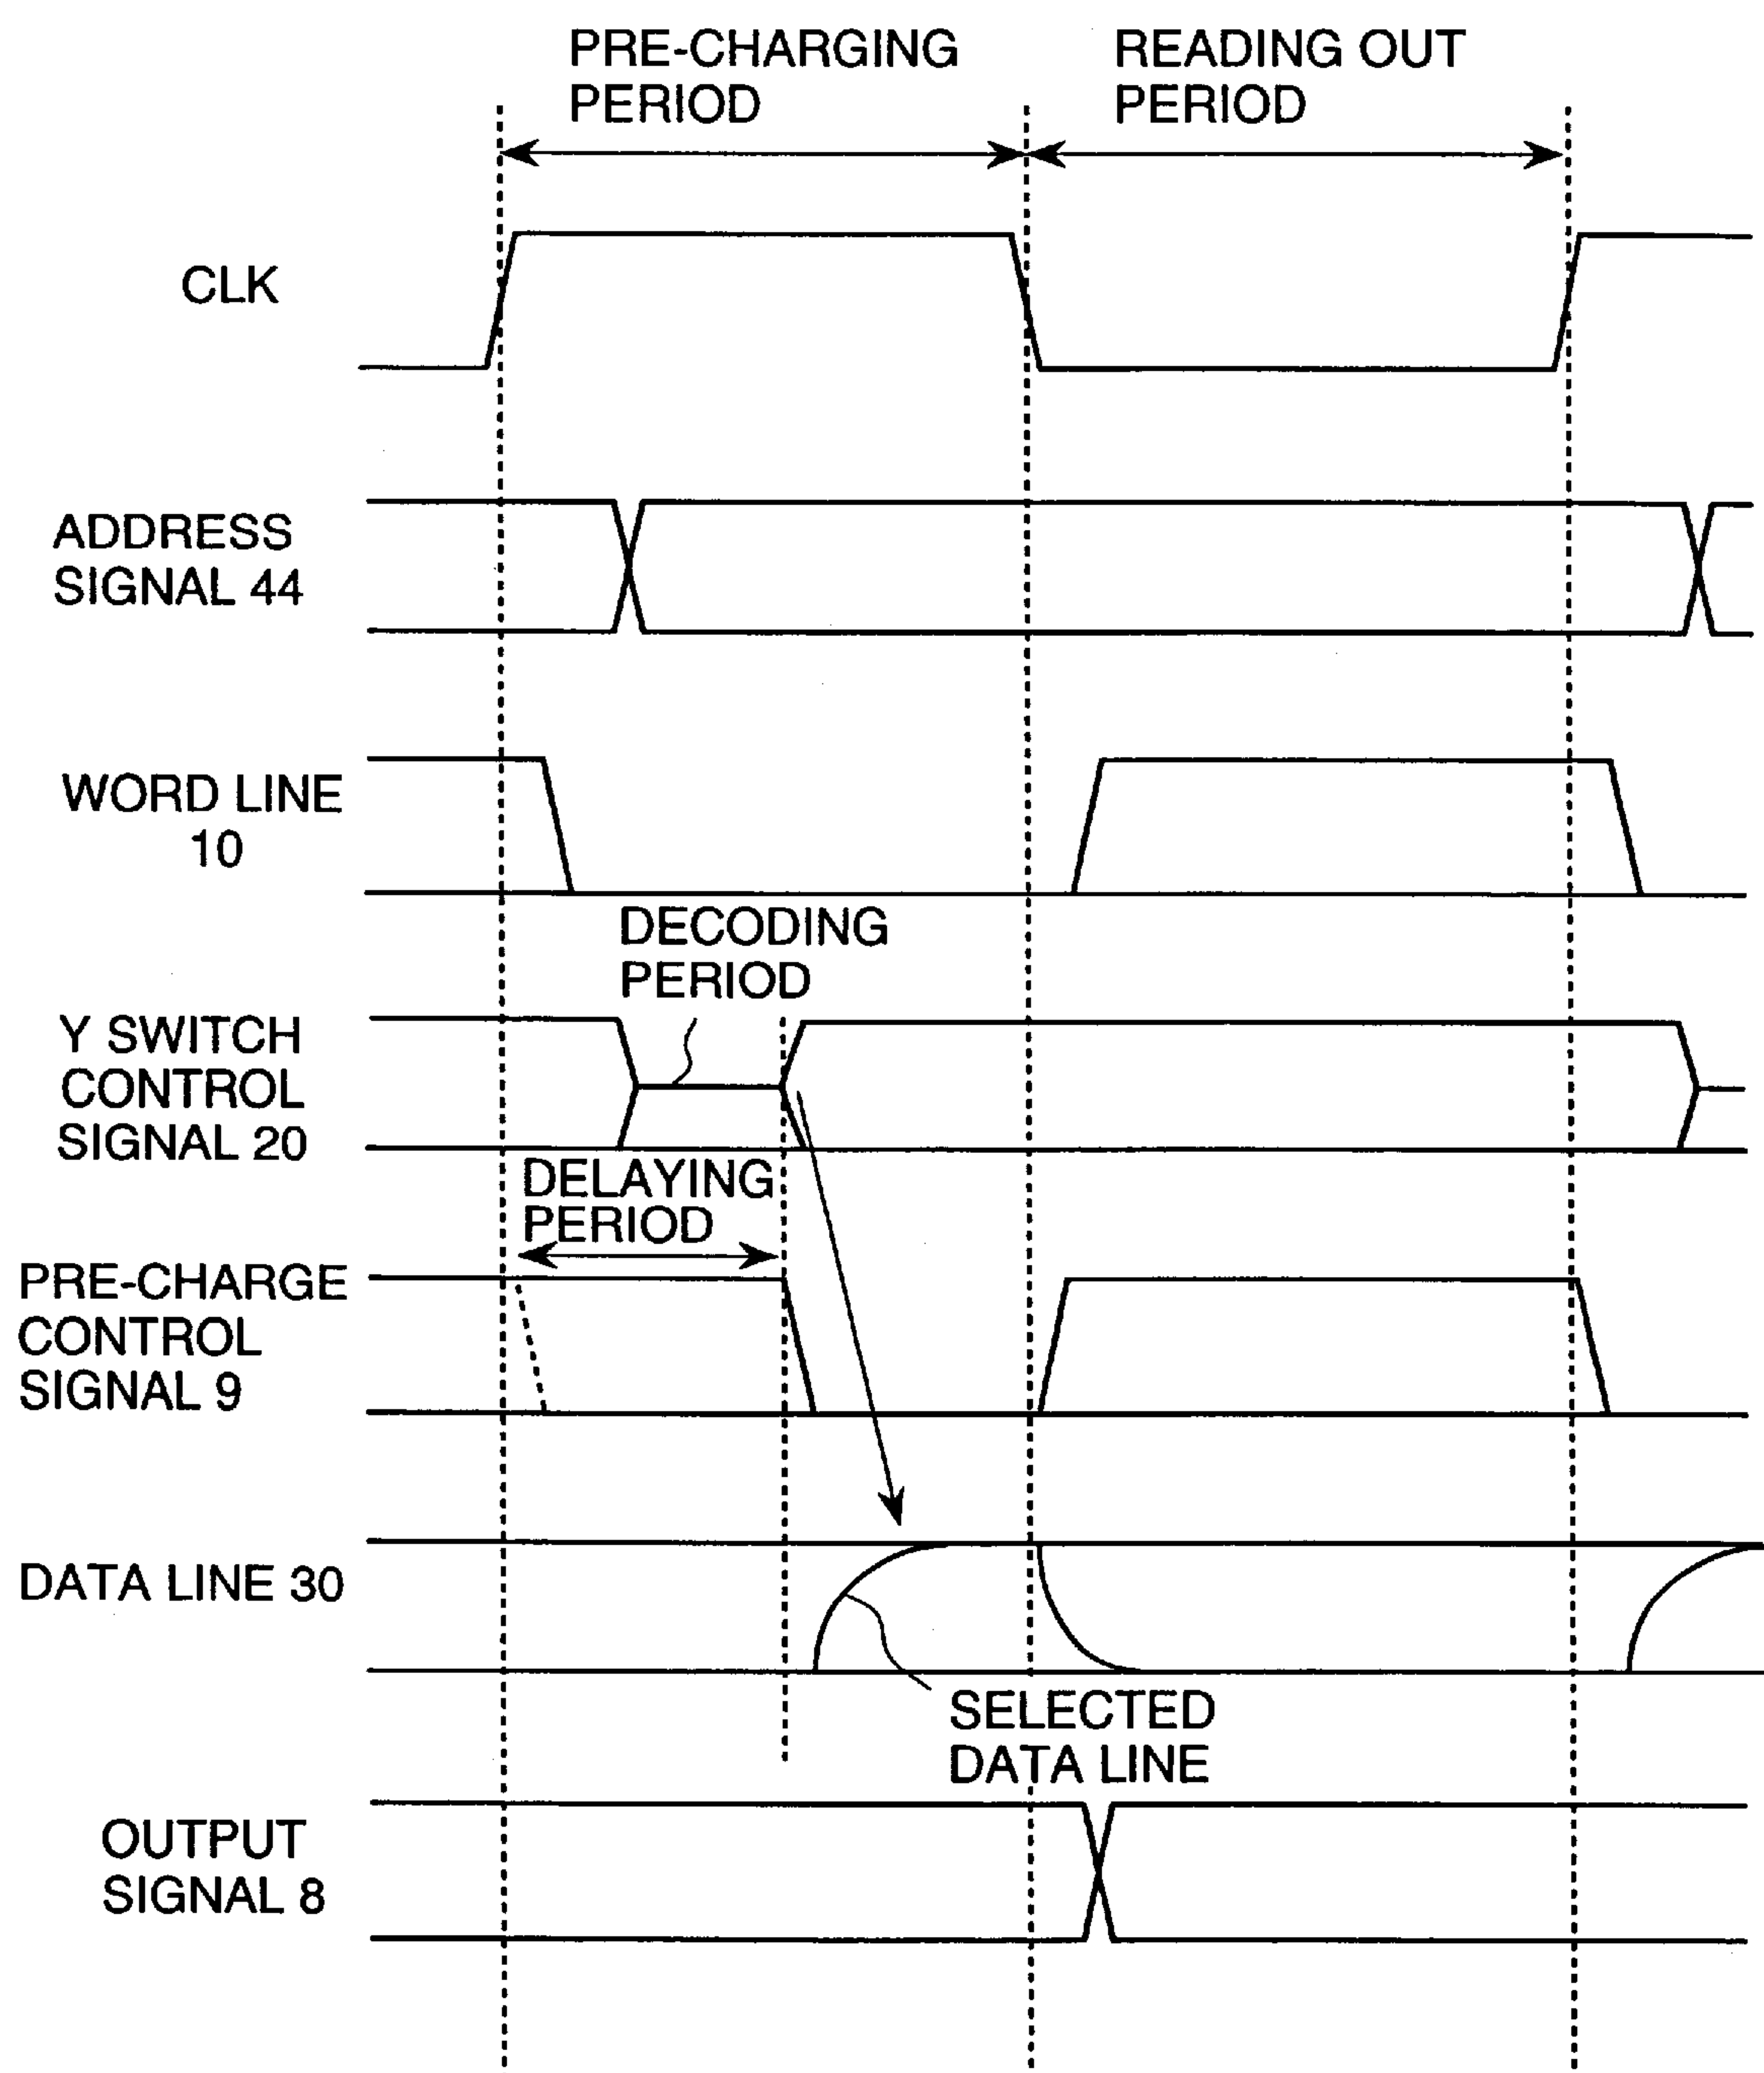 PRE-CHARGING
PERIOD
READING OUT
PERIOD
CLK
ADDRESS
SIGNAL 44
WORD LINE
10
DECODING
PERIOD
Y SWITCH
CONTROL
SIGNAL 20
DELAYING
PERIOD
PRE-CHARGE
CONTROL
SIGNAL 9
DATA LINE 30
SELECTED
DATA LINE
OUTPUT
SIGNAL 8